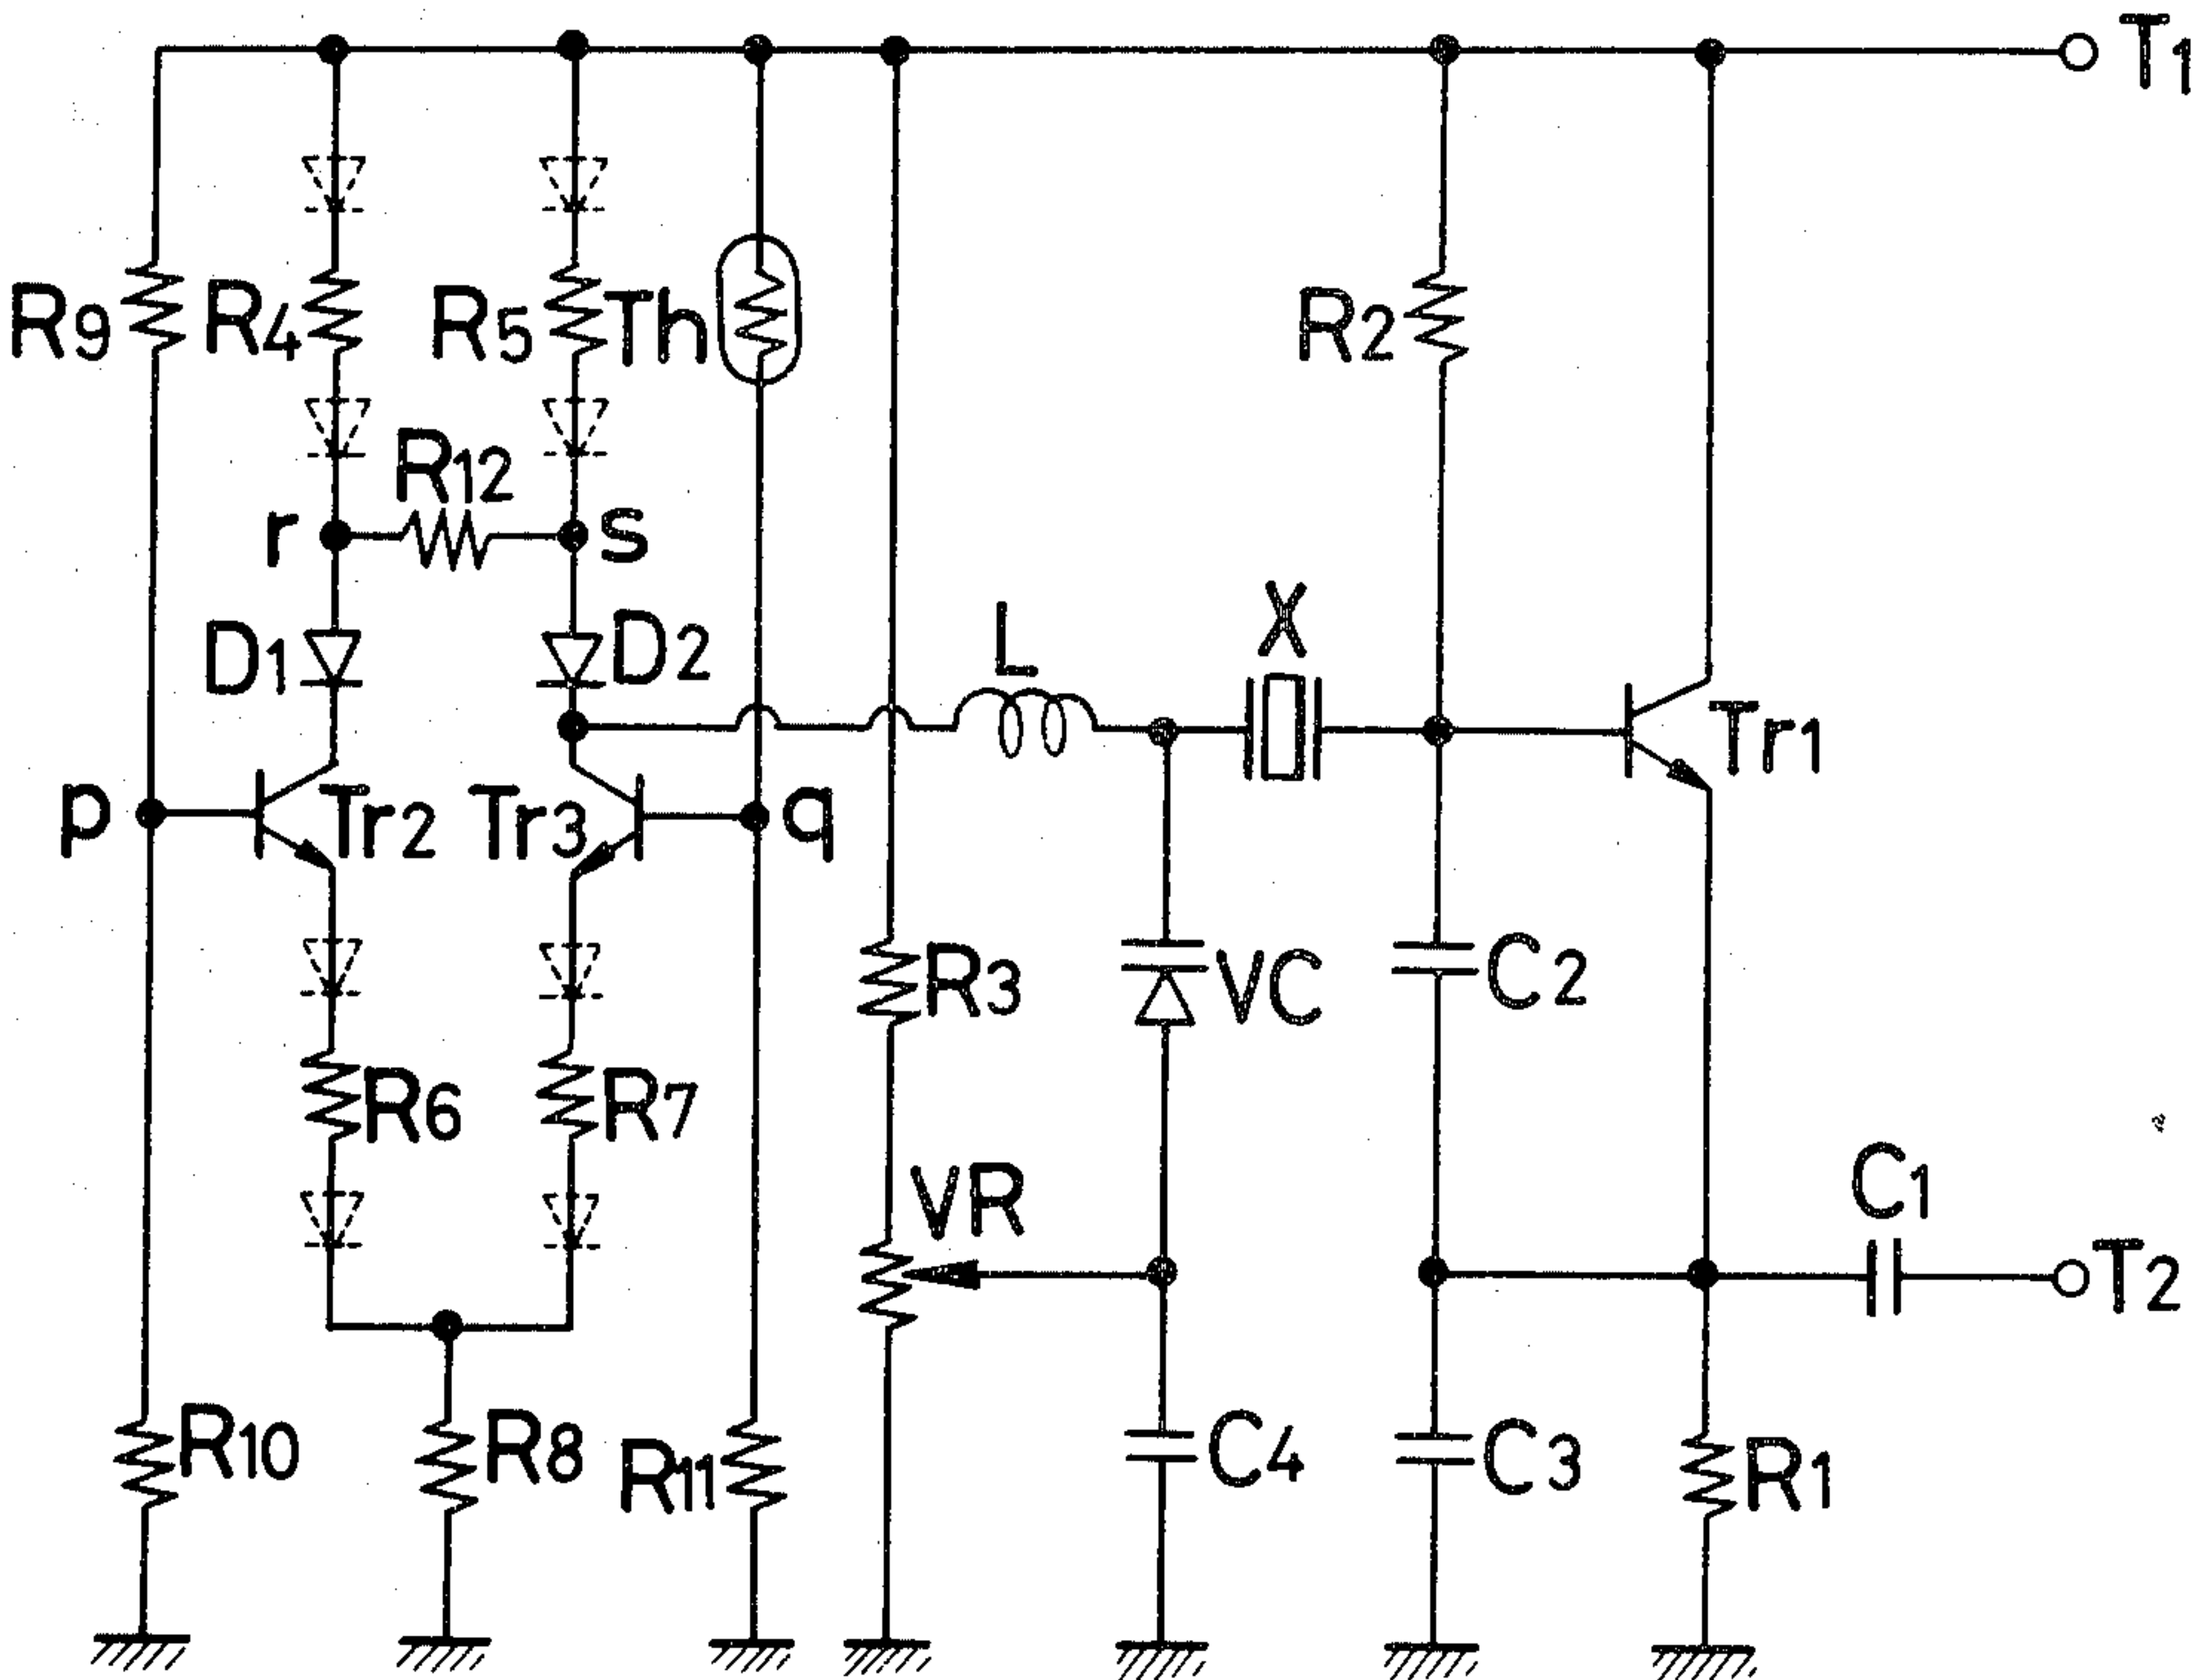 T1
R9
R4
R5
Th
R2
R12
r
s
D1
D2
L
X
Tr1
p
Tr2
Tr3
q
R3
VC
C2
R6
R7
VR
C1
T2
R10
R8
R11
C4
C3
R1